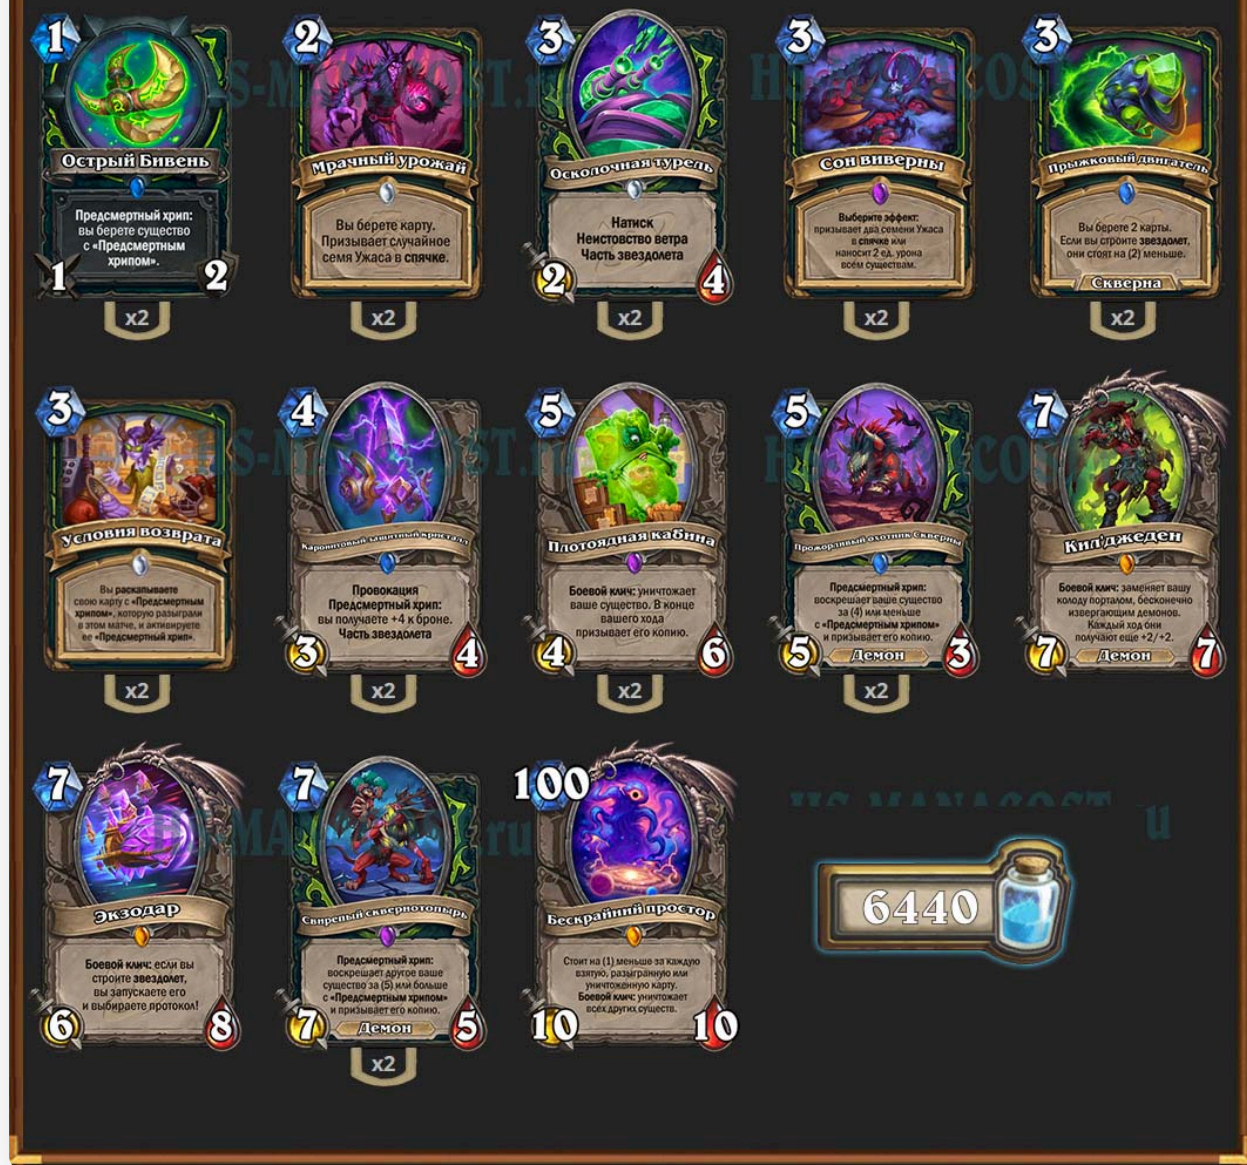 1
Острый Бивень
Предсмертный хрип:
вы берете существо
с «Предсмертным
хрипом».
1
2
x2
2
Мрачный урожай
Вы берете карту.
Призывает случайное
семя Ужаса в спячке.
x2
3
Осколочная турель
Натиск
Неистовство ветра
Часть звездолета
2
4
x2
3
Сон виверны
Выберите эффект:
призывает два семени Ужаса
в спячке или
наносит 2 ед. урона
всем существам.
x2
3
Прыжковый двигатель
Вы берете 2 карты.
Если вы строите звездолет,
они стоят на (2) меньше.
Скверна
x2
3
Условия возврата
Вы раскалываете
свою карту с «Предсмертным
хрипом», которую разыграли
в этом матче, и активируете
ее «Предсмертный хрип».
x2
4
Каронитовый защитный кристалл
Провокация
Предсмертный хрип:
вы получаете +4 к броне.
Часть звездолета
3
4
x2
5
Плотоядная кабина
Боевой клич: уничтожает
ваше существо. В конце
вашего хода
призывает его копию.
4
6
x2
5
Прожорливый охотник Скверны
Предсмертный хрип:
воскрешает ваше существо
за (4) или меньше
с «Предсмертным хрипом»
и призывает его копию.
5
Демон
3
x2
7
Кил'джеден
Боевой клич: заменяет вашу
колоду порталом, бесконечно
извергающим демонов.
Каждый ход они
получают еще +2/+2.
7
Демон
7
7
Экзодар
Боевой клич: если вы
строите звездолет,
вы запускаете его
и выбираете протокол!
6
8
7
Свирепый сквернотопырь
Предсмертный хрип:
воскрешает другое ваше
существо за (5) или больше
с «Предсмертным хрипом»
и призывает его копию.
7
Демон
5
x2
100
Бескрайний простор
Стоит на (1) меньше за каждую
взятую, разыгранную или
уничтоженную карту.
Боевой клич: уничтожает
всех других существ.
10
10
6440